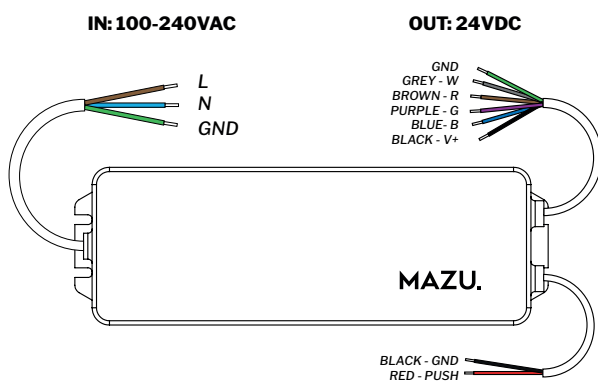 IN: 100-240VAC
OUT: 24VDC
L
N
GND
GND
GREY - W
BROWN - R
PURPLE - G
BLUE- B
BLACK - V+
MAZU.
BLACK - GND
RED - PUSH